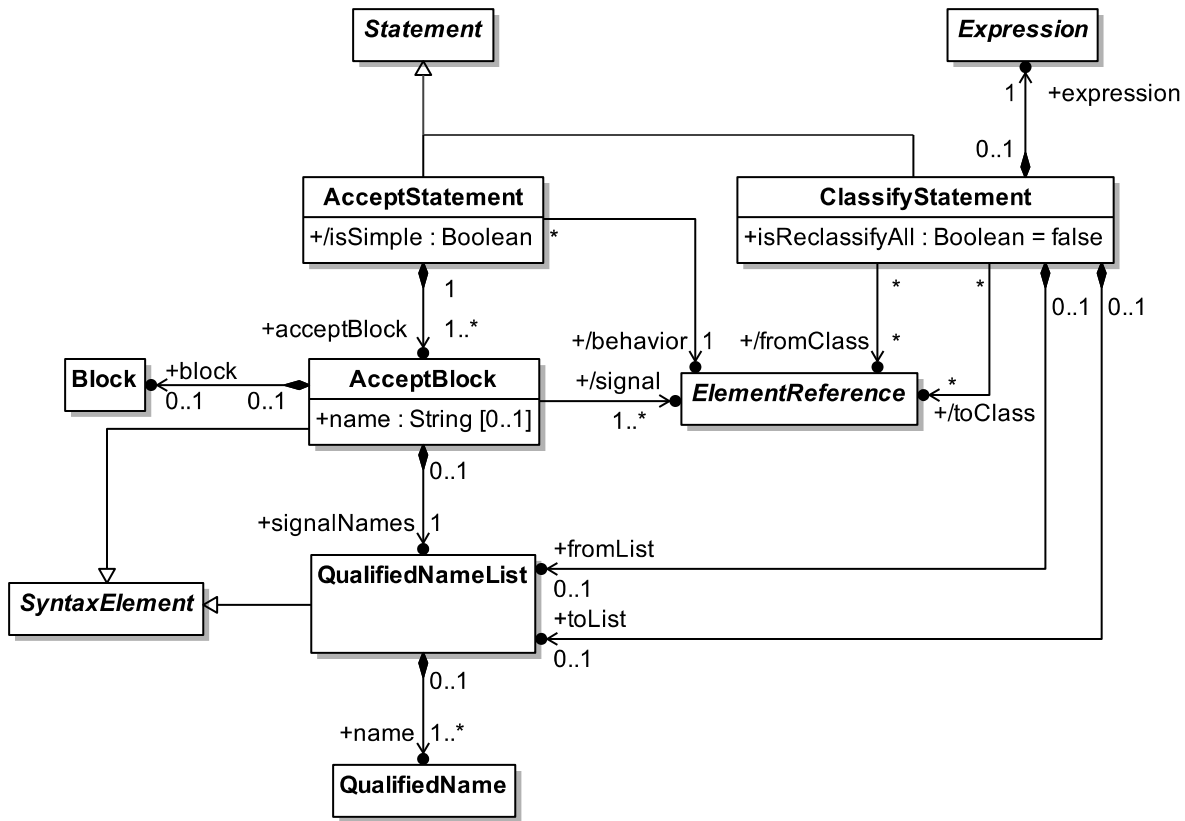 Statement
Expression
1
+expression
0..1
AcceptStatement
ClassifyStatement
+/isSimple : Boolean
*
+isReclassifyAll : Boolean = false
1
*
*
0..1
0..1
+acceptBlock
1..*
+/behavior
1
+/fromClass
*
Block
+block
0..1
0..1
AcceptBlock
+name : String [0..1]
+/signal
1..*
ElementReference
*
+/toClass
0..1
+signalNames
1
QualifiedNameList
+fromList
0..1
SyntaxElement
+toList
0..1
0..1
+name
1..*
QualifiedName